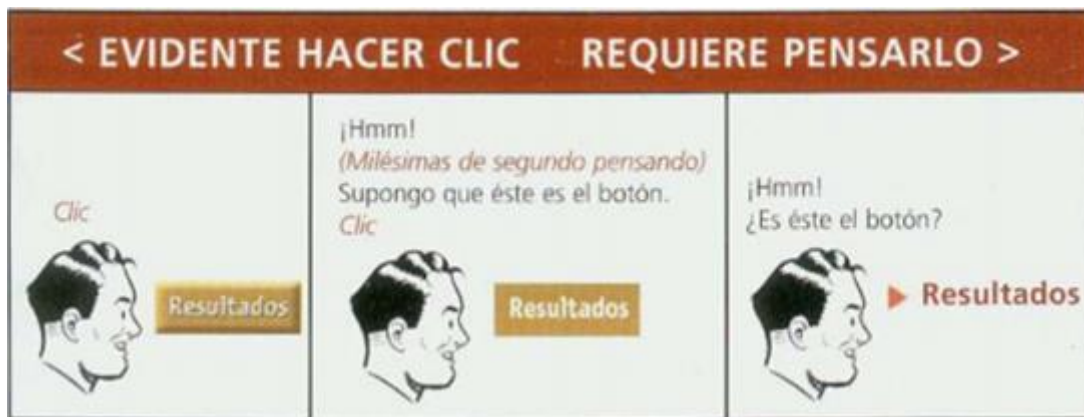 < EVIDENTE HACER CLIC REQUIERE PENSARLO >
Clic
Resultados
¡Hmm!
(Milésimas de segundo pensando)
Supongo que éste es el botón.
Clic
Resultados
¡Hmm!
¿Es éste el botón?
Resultados